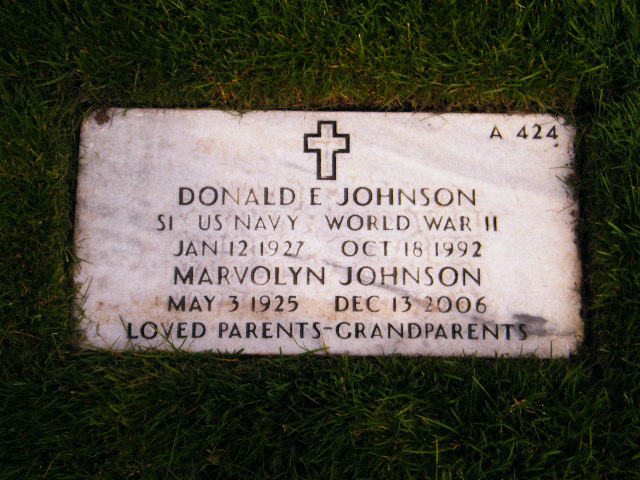 A 424
DONALD E JOHNSON
S1 US NAVY WORLD WAR II
JAN 12 1927 OCT 18 1992
MARVOLYN JOHNSON
MAY 3 1925 DEC 13 2006
LOVED PARENTS-GRANDPARENTS